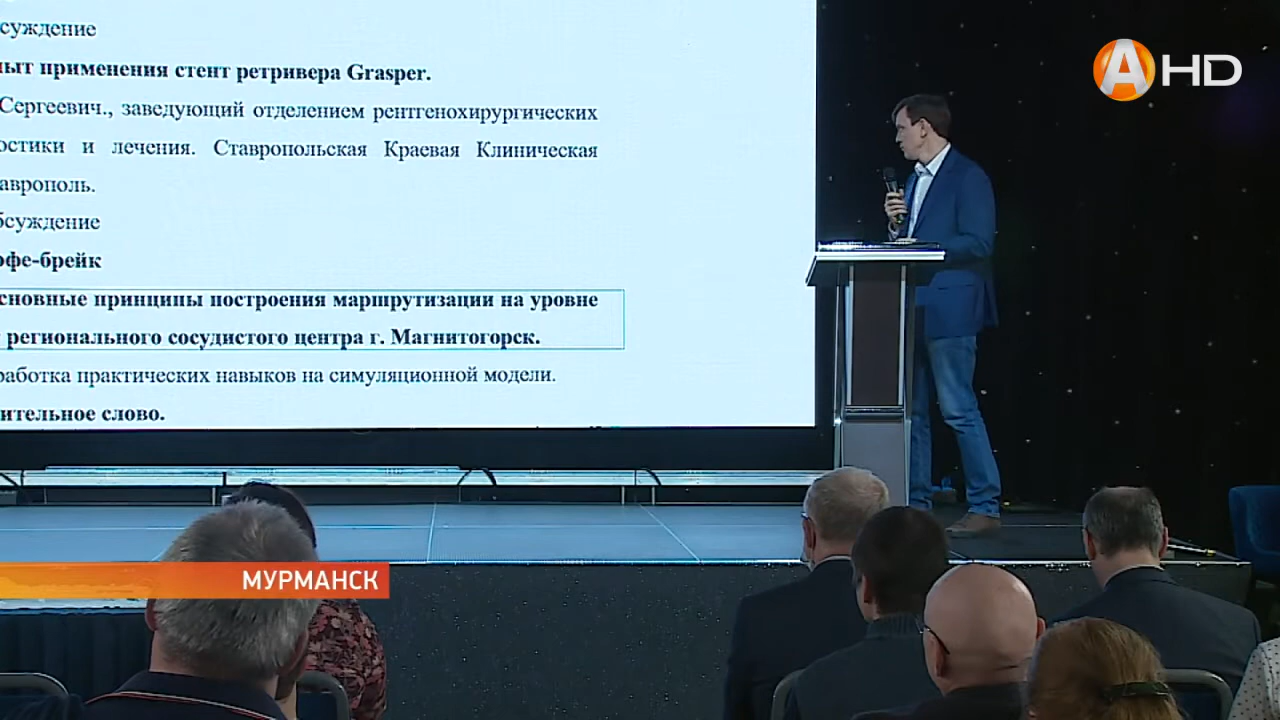 суждение
ыт применения стент ретривера Grasper.
Сергеевич., заведующий отделением рентгенохирургических
остики и лечения. Ставропольская Краевая Клиническая
аврополь.
бсуждение
офе-брейк
сновные принципы построения маршрутизации на уровне
регионального сосудистого центра г. Магнитогорск.
работка практических навыков на симуляционной модели.
ительное слово.
А HD
МУРМАНСК